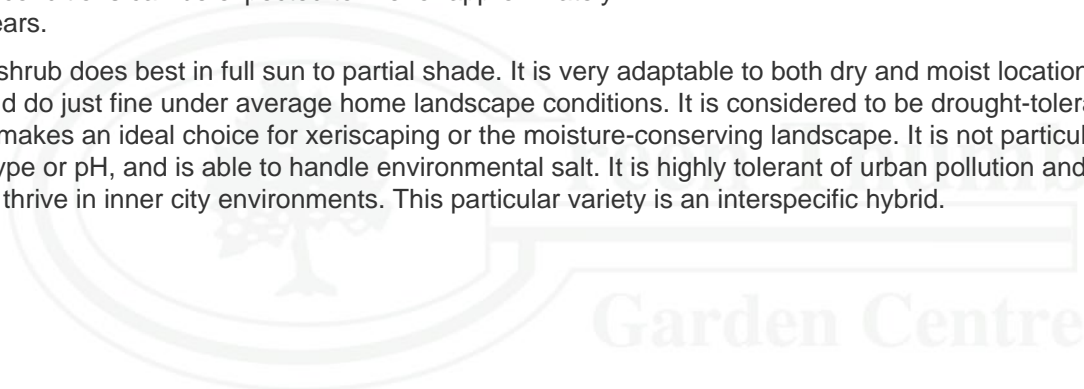 ears.
shrub does best in full sun to partial shade. It is very adaptable to both dry and moist location
d do just fine under average home landscape conditions. It is considered to be drought-tolera
makes an ideal choice for xeriscaping or the moisture-conserving landscape. It is not particul
ype or pH, and is able to handle environmental salt. It is highly tolerant of urban pollution and
thrive in inner city environments. This particular variety is an interspecific hybrid.
Garden Centre